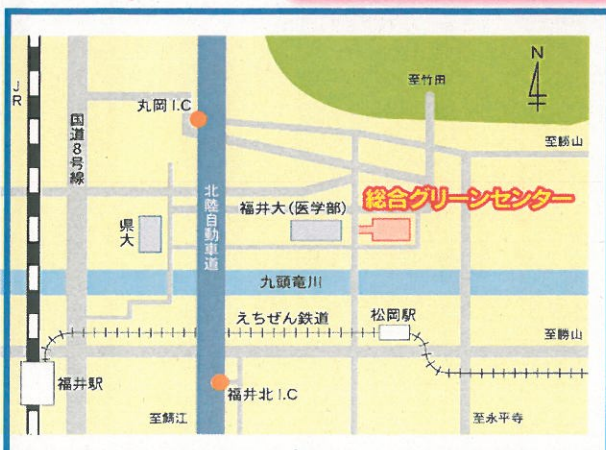 N
至竹田
JR
丸岡 I.C
国道8号線
至勝山
北陸自動車道
総合グリーンセンター
福井大(医学部)
県大
九頭竜川
えちぜん鉄道
松岡駅
至勝山
福井駅
福井北 I.C
至鯖江
至永平寺